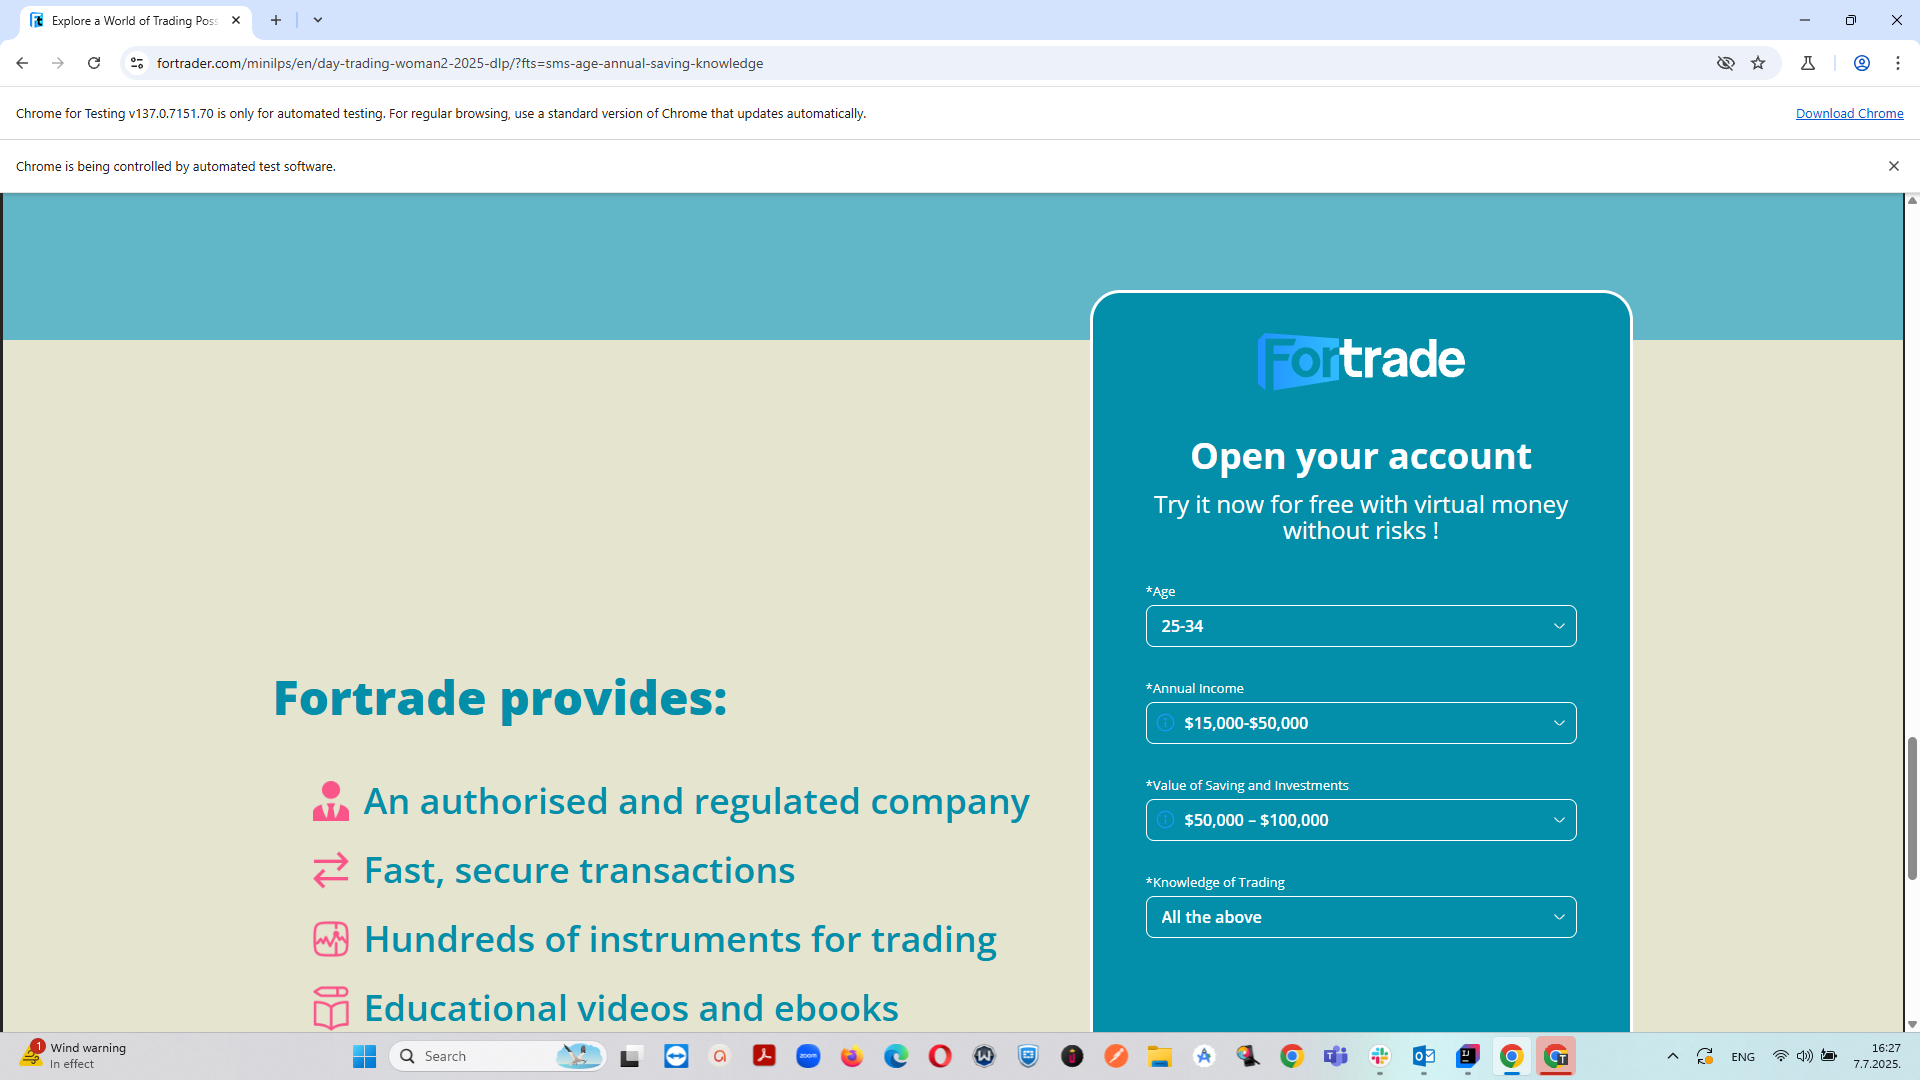 Explore a World of Trading Poss
fortrader.com/minilps/en/day-trading-woman2-2025-dlp/?fts=sms-age-annual-saving-knowledge
Chrome for Testing v137.0.7151.70 is only for automated testing. For regular browsing, use a standard version of Chrome that updates automatically.
Download Chrome
Chrome is being controlled by automated test software.
Fortrade
Open your account
Try it now for free with virtual money
without risks !
*Age
25-34
*Annual Income
$15,000-$50,000
*Value of Saving and Investments
$50,000 – $100,000
*Knowledge of Trading
All the above
Fortrade provides:
An authorised and regulated company
Fast, secure transactions
Hundreds of instruments for trading
Educational videos and ebooks
1
Wind warning
In effect
Search
zoom
ENG
16:27
7.7.2025.